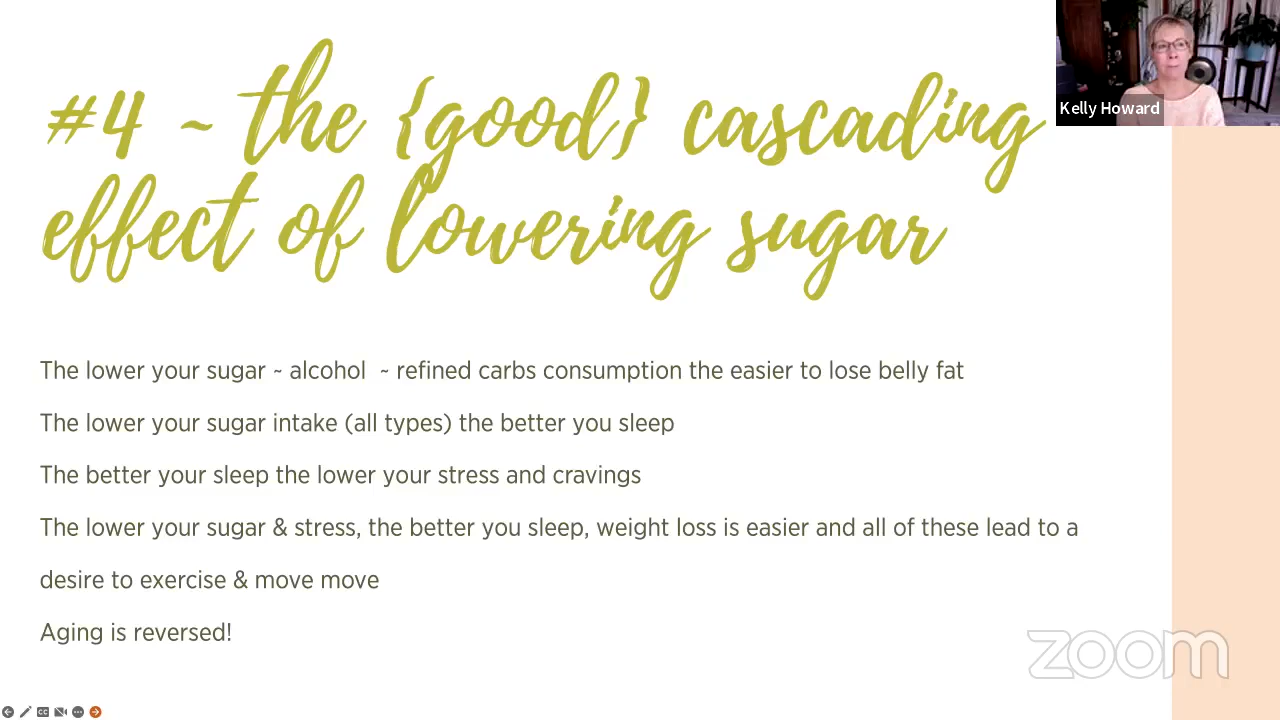 #4 ~ the {good} cascading
effect of lowering sugar
Kelly Howard
The lower your sugar ~ alcohol  ~ refined carbs consumption the easier to lose belly fat
The lower your sugar intake (all types) the better you sleep
The better your sleep the lower your stress and cravings
The lower your sugar & stress, the better you sleep, weight loss is easier and all of these lead to a
desire to exercise & move move
Aging is reversed!
zoom
CC